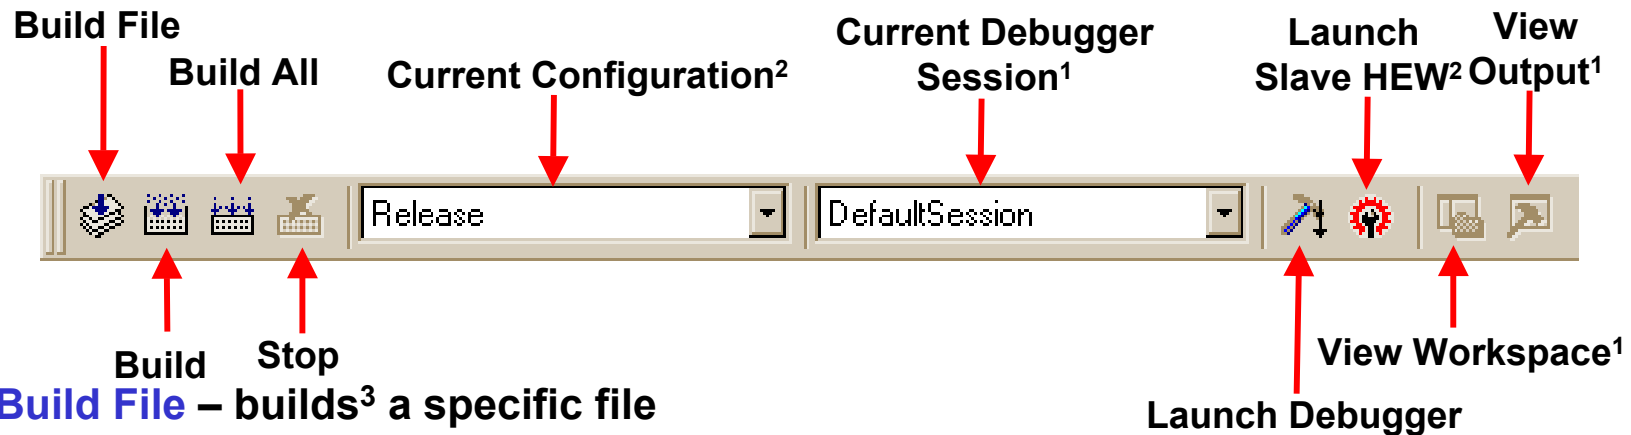 Build File
Build All
Current Configuration²
Current Debugger
Session¹
Launch
Slave HEW²
View
Output¹
Release
DefaultSession
Build
Stop
View Workspace¹
Launch Debugger
Build File – builds³ a specific file